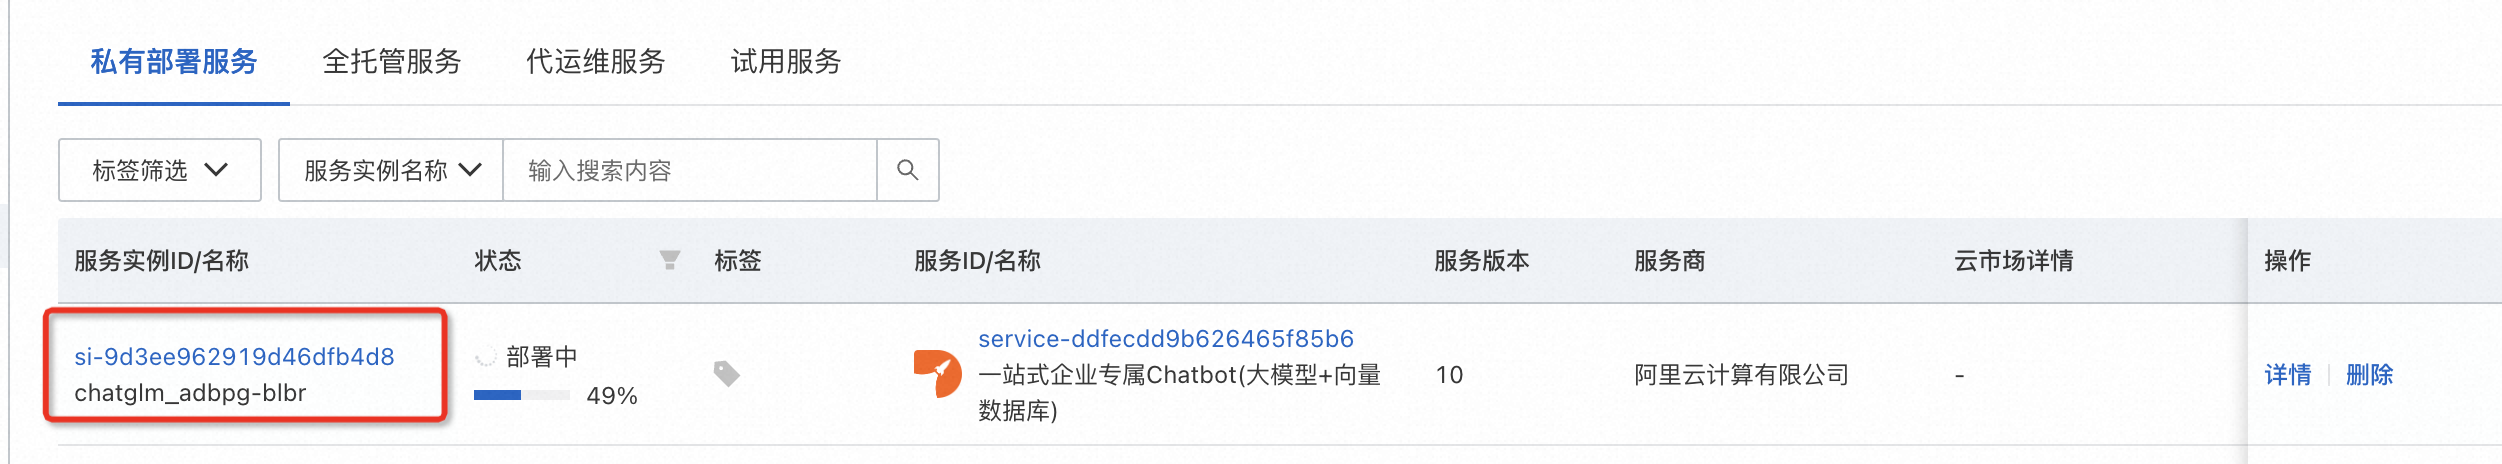 私有部署服务 全托管服务 代运维服务 试用服务
标签筛选 服务实例名称 输入搜索内容
服务实例ID/名称 状态 标签 服务ID/名称 服务版本 服务商 云市场详情 操作
si-9d3ee962919d46dfb4d8
chatglm_adbpg-blbr
部署中
49%
service-ddfecdd9b626465f85b6
一站式企业专属Chatbot(大模型+向量
数据库)
10
阿里云计算有限公司
-
详情 删除